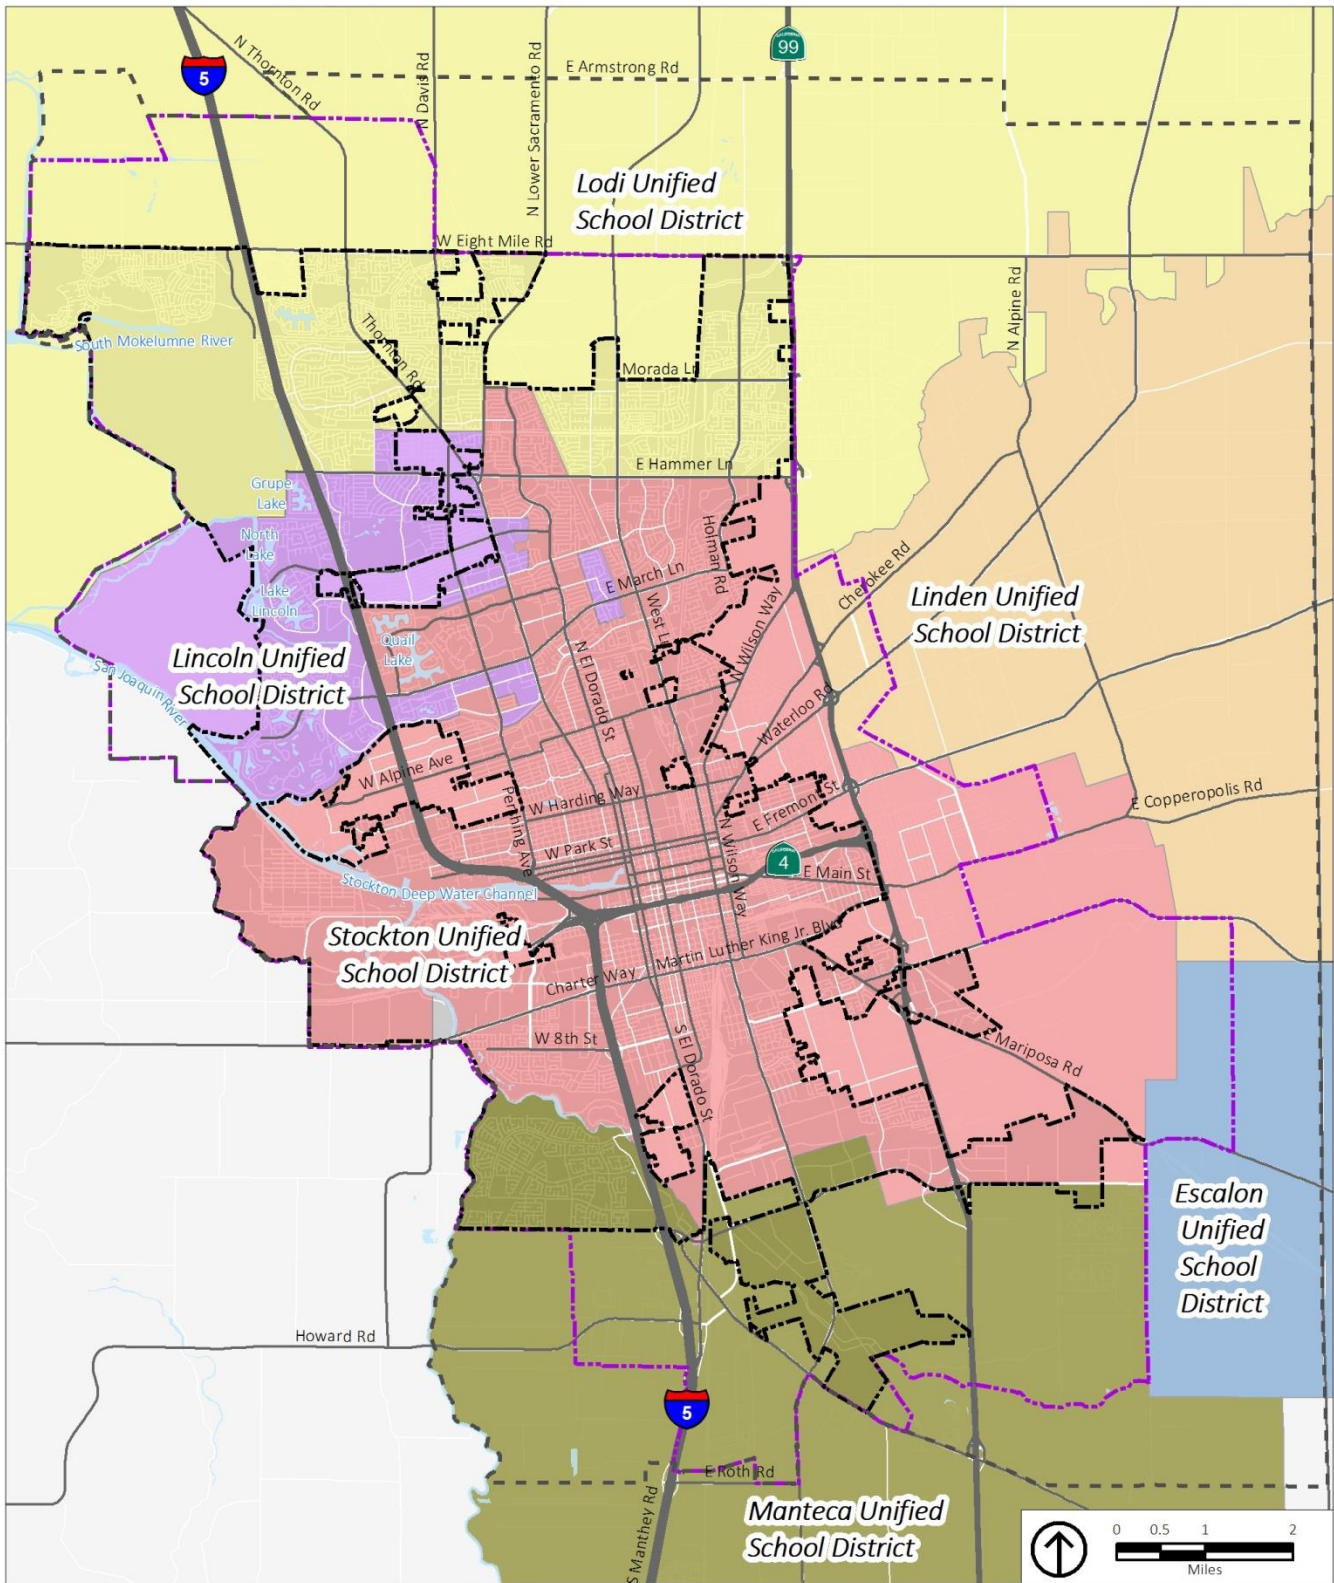 5
N Thornton Rd
N Davis Rd
N Lower Sacramento Rd
E Armstrong Rd
CALIFORNIA
99
Lodi Unified
School District
W Eight Mile Rd
N Alpine Rd
South Mokelumne River
Thornton Rd
Morada Ln
E Hammer Ln
Grupe
Lake
North
Lake
Lake
Lincoln
Quail
Lake
Holman Rd
E March Ln
West Ln
Cherokee Rd
Linden Unified
School District
Lincoln Unified
School District
San Joaquin River
N El Dorado St
N Wilson Way
Waterloo Rd
W Alpine Ave
Pershing Ave
W Harding Way
E Fremont St
E Copperopolis Rd
W Park St
N Wilson Way
CALIFORNIA
4
E Main St
Stockton Deep Water Channel
Stockton Unified
School District
Charter Way
Martin Luther King Jr. Blvd
W 8th St
S El Dorado St
E Mariposa Rd
Escalon
Unified
School
District
Howard Rd
5
E Roth Rd
S Manthey Rd
Manteca Unified
School District
0 0.5 1 2
Miles